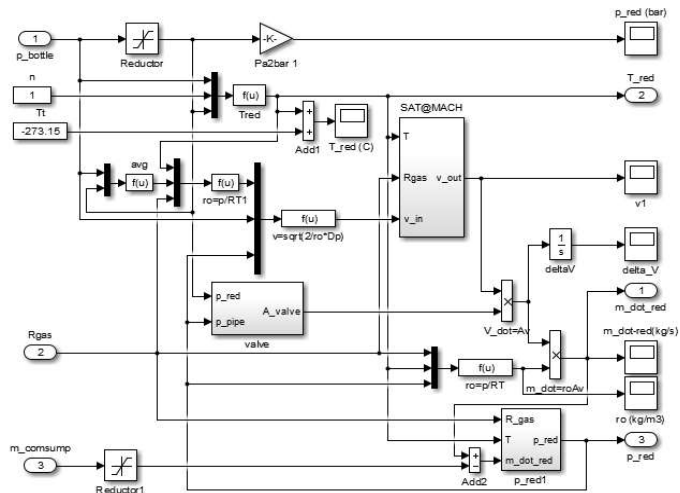 p_red (bar)
1
-K-
p_bottle
Reductor
Pa2bar 1
n
T_red
1
f(u)
2
Tt
Tred
SAT@MACH
-273.15
+
+
T
Add1
T_red (C)
avg
f(u)
f(u)
Rgas
v_out
ro=p/RT1
v1
f(u)
v_in
v=sqrt(2/ro*Dp)
1
s
deltaV
delta_V
p_red
A_valve
×
1
p_pipe
V_dot=Av
m_dot_red
Rgas
valve
×
m_dot-red(kg/s)
2
f(u)
ro=p/RT
m_dot=roAv
ro (kg/m3)
R_gas
m_comsump
T
p_red
3
3
+
−
m_dot_red
p_red
Add2
Reductor1
p_red1